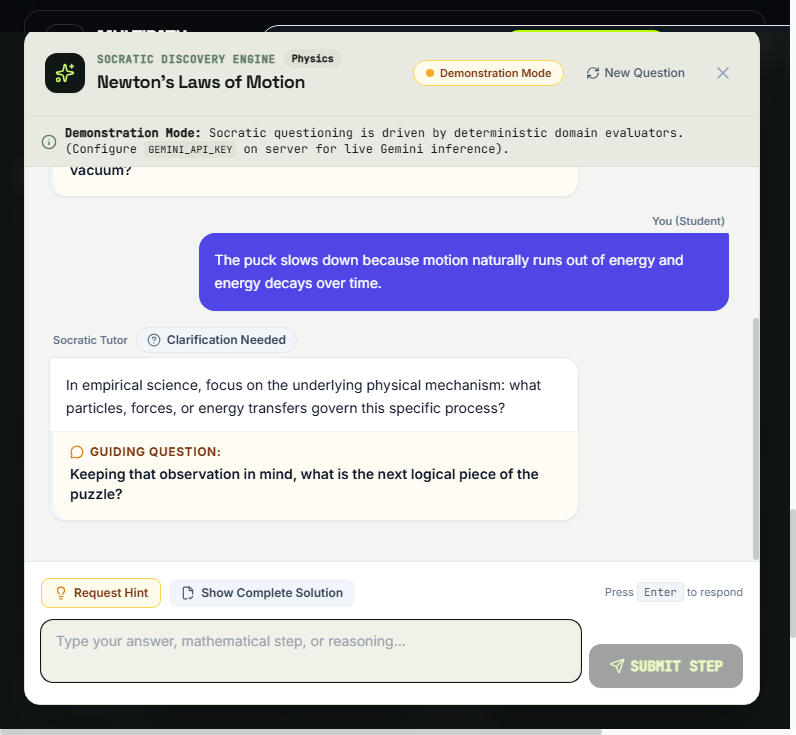 SOCRATIC DISCOVERY ENGINE Physics
Newton's Laws of Motion
Demonstration Mode
New Question
Demonstration Mode: Socratic questioning is driven by deterministic domain evaluators.
(Configure GEMINI_API_KEY on server for live Gemini inference).
vacuum?
You (Student)
The puck slows down because motion naturally runs out of energy and
energy decays over time.
Socratic Tutor
Clarification Needed
In empirical science, focus on the underlying physical mechanism: what
particles, forces, or energy transfers govern this specific process?
GUIDING QUESTION:
Keeping that observation in mind, what is the next logical piece of the
puzzle?
Request Hint
Show Complete Solution
Press Enter to respond
Type your answer, mathematical step, or reasoning...
SUBMIT STEP